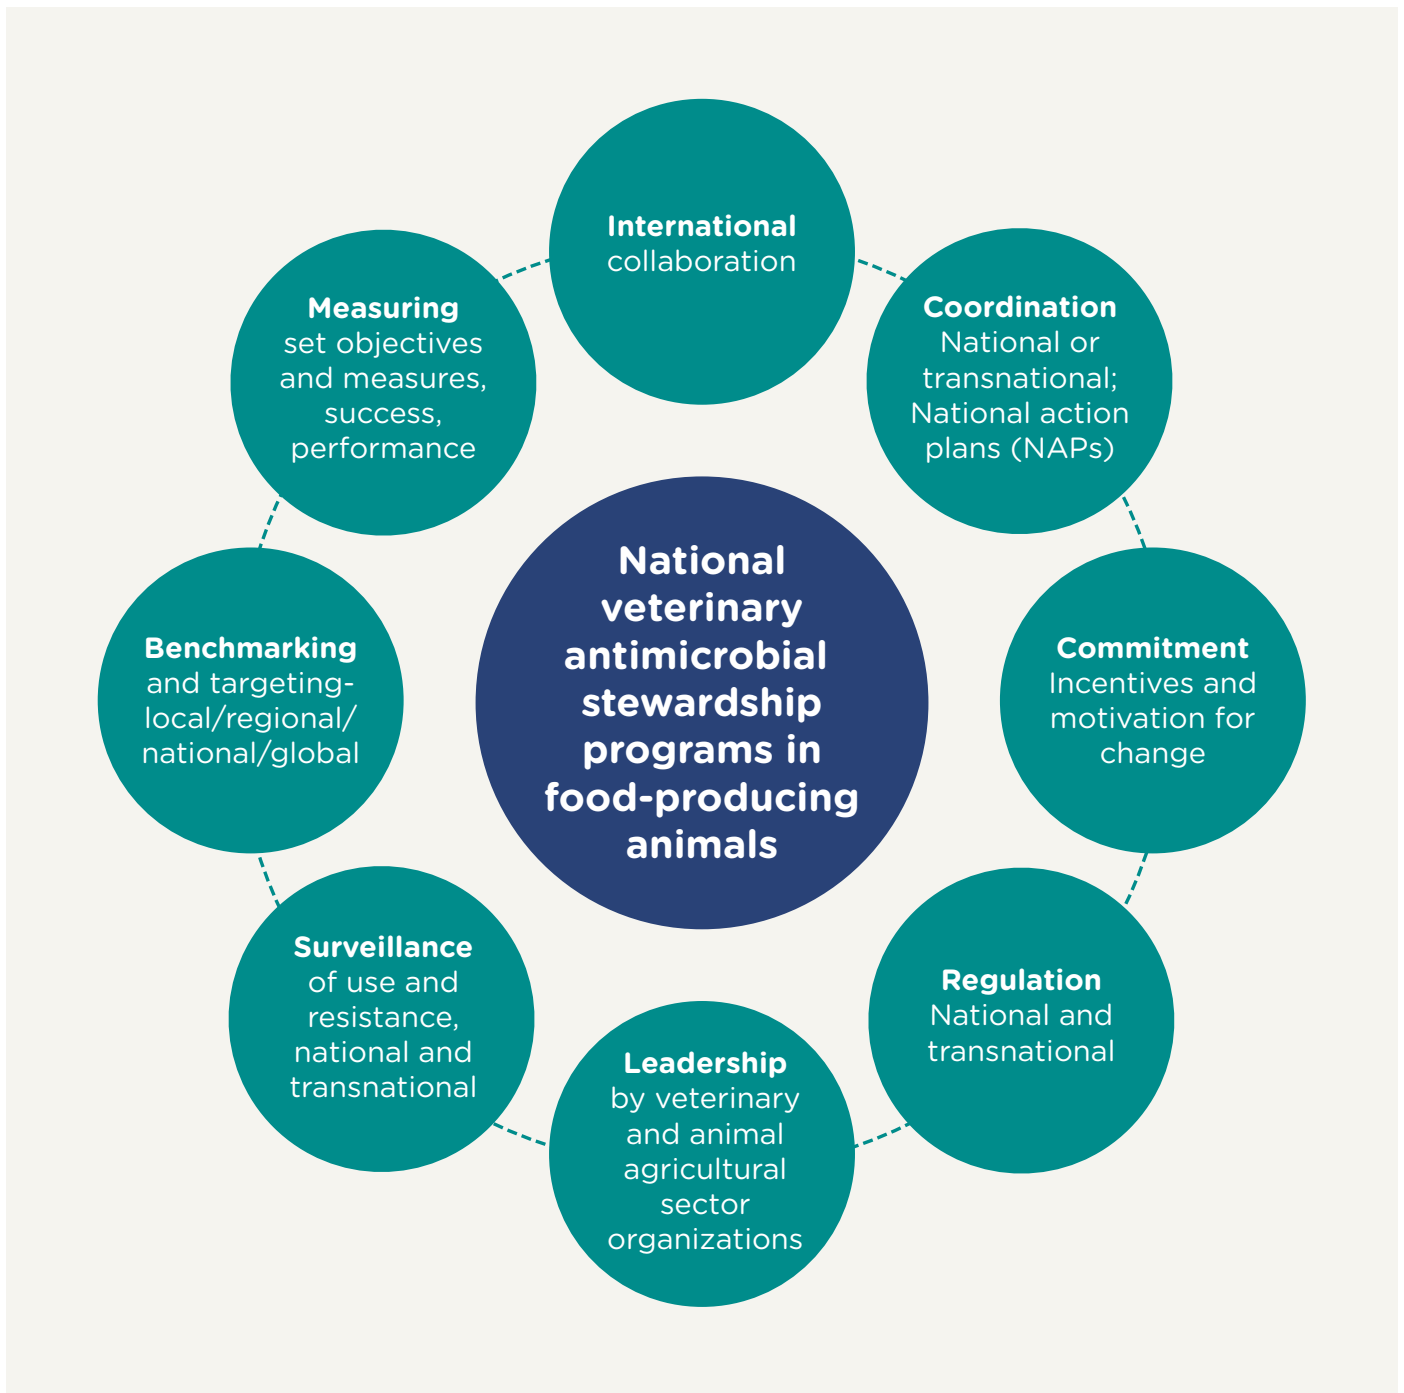 International
collaboration
Coordination
National or
transnational;
National action
plans (NAPs)
Commitment
Incentives and
motivation for
change
Regulation
National and
transnational
Leadership
by veterinary
and animal
agricultural
sector
organizations
Surveillance
of use and
resistance,
national and
transnational
Benchmarking
and targeting-
local/regional/
national/global
Measuring
set objectives
and measures,
success,
performance
National
veterinary
antimicrobial
stewardship
programs in
food-producing
animals